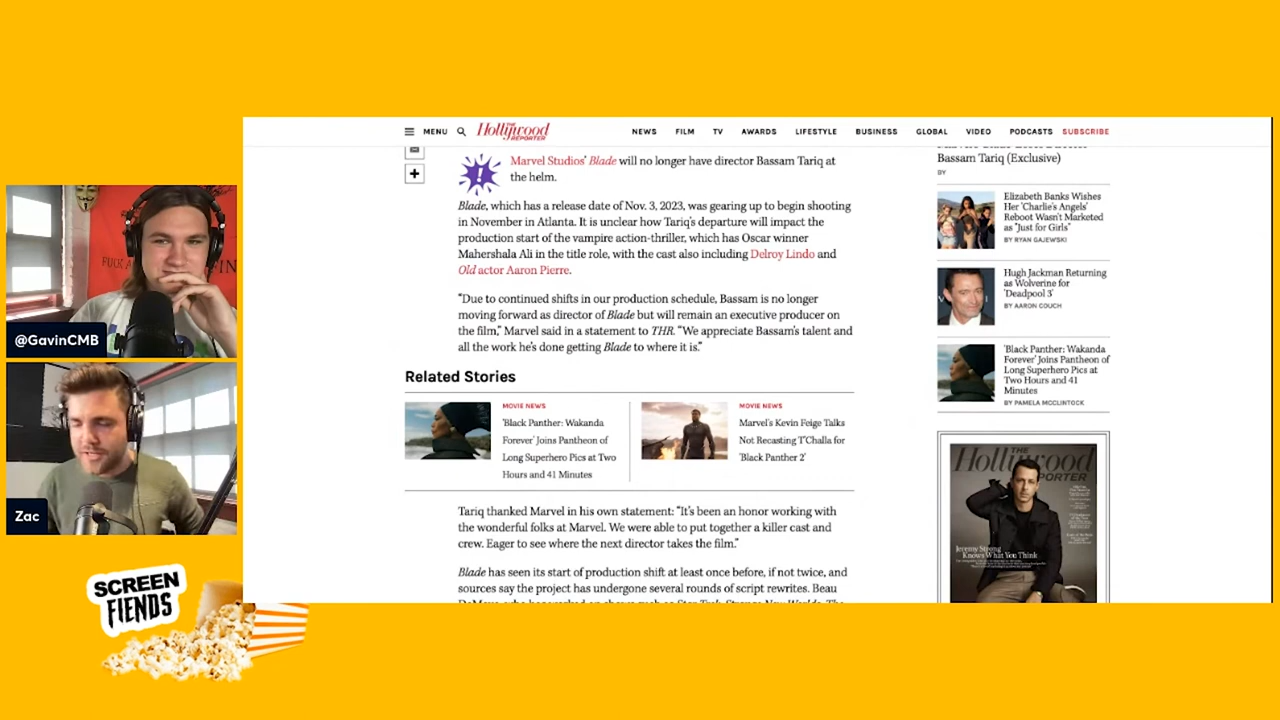 MENU
The Hollywood REPORTER
NEWS
FILM
TV
AWARDS
LIFESTYLE
BUSINESS
GLOBAL
VIDEO
PODCASTS
SUBSCRIBE
Marvel Studios' Blade will no longer have director Bassam Tariq at
the helm.
Blade, which has a release date of Nov. 3, 2023, was gearing up to begin shooting
in November in Atlanta. It is unclear how Tariq's departure will impact the
production start of the vampire action-thriller, which has Oscar winner
Mahershala Ali in the title role, with the cast also including Delroy Lindo and
Old actor Aaron Pierre.
“Due to continued shifts in our production schedule, Bassam is no longer
moving forward as director of Blade but will remain an executive producer on
the film,” Marvel said in a statement to THR. “We appreciate Bassam's talent and
all the work he's done getting Blade to where it is.”
Related Stories
MOVIE NEWS
'Black Panther: Wakanda
Forever' Joins Pantheon of
Long Superhero Pics at Two
Hours and 41 Minutes
MOVIE NEWS
Marvel's Kevin Feige Talks
Not Recasting T'Challa for
'Black Panther 2'
Tariq thanked Marvel in his own statement: “It's been an honor working with
the wonderful folks at Marvel. We were able to put together a killer cast and
crew. Eager to see where the next director takes the film.”
Blade has seen its start of production shift at least once before, if not twice, and
sources say the project has undergone several rounds of script rewrites. Beau
Bassam Tariq (Exclusive)
BY
Elizabeth Banks Wishes
Her 'Charlie's Angels'
Reboot Wasn't Marketed
as "Just for Girls"
BY RYAN GAJEWSKI
Hugh Jackman Returning
as Wolverine for
'Deadpool 3'
BY AARON COUCH
'Black Panther: Wakanda
Forever' Joins Pantheon of
Long Superhero Pics at
Two Hours and 41
Minutes
BY PAMELA MCCLINTOCK
THE
Hollywood
REPORTER
Jeremy Strong
Knows What You Think
@GavinCMB
Zac
SCREEN
FIENDS